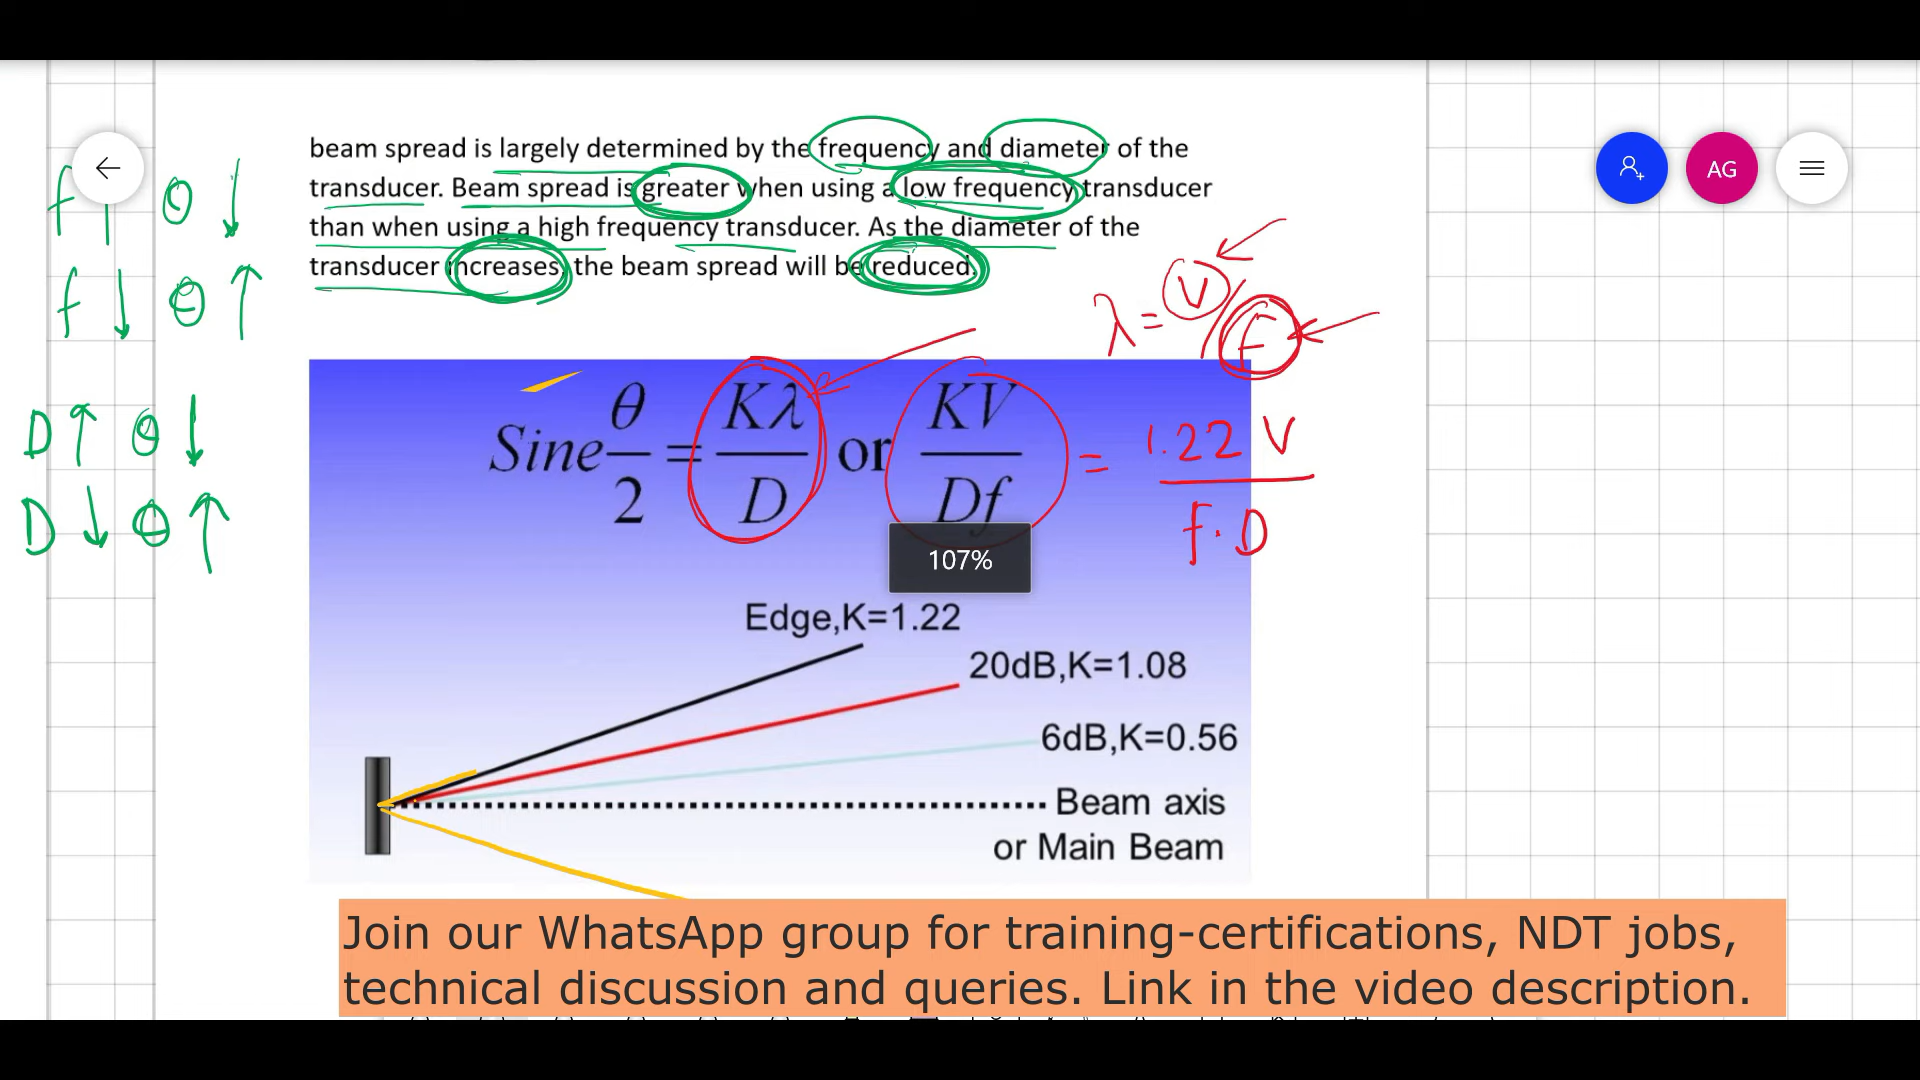 beam spread is largely determined by the frequency and diameter of the
transducer. Beam spread is greater when using a low frequency transducer
than when using a high frequency transducer. As the diameter of the
transducer increases, the beam spread will be reduced.
AG
f ↑ θ ↓
f ↓ θ ↑
D ↑ θ ↓
D ↓ θ ↑
λ = V / F
Sine θ/2 = Kλ/D or KV/Df = 1.22 V / f · D
107%
Edge,K=1.22
20dB,K=1.08
6dB,K=0.56
Beam axis
or Main Beam
Join our WhatsApp group for training-certifications, NDT jobs,
technical discussion and queries. Link in the video description.